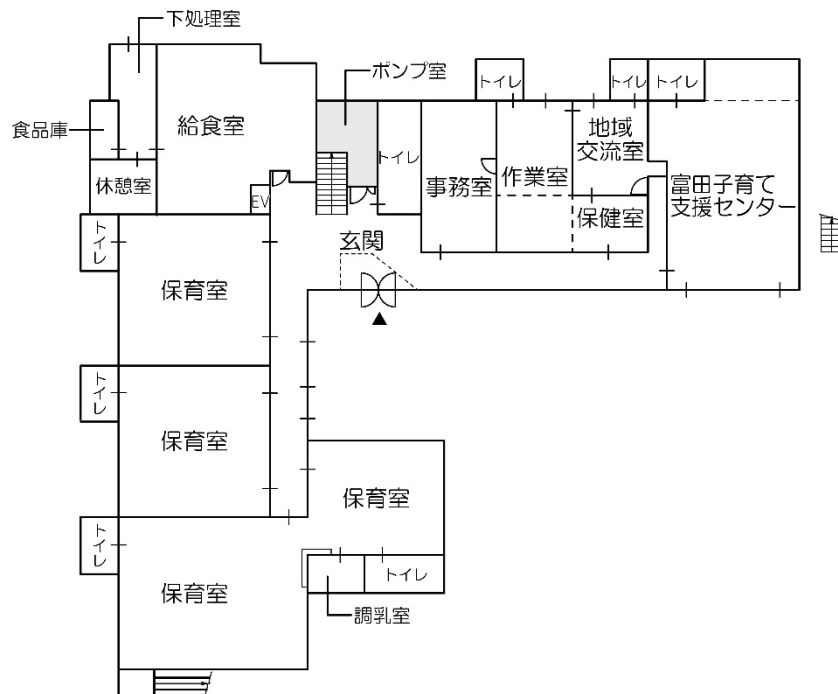 下処理室
ポンプ室
トイレ
トイレ
トイレ
食品庫
給食室
地域
交流室
トイレ
休憩室
事務室
作業室
富田子育て
支援センター
EV
保健室
トイレ
玄関
保育室
トイレ
保育室
保育室
トイレ
保育室
トイレ
調乳室